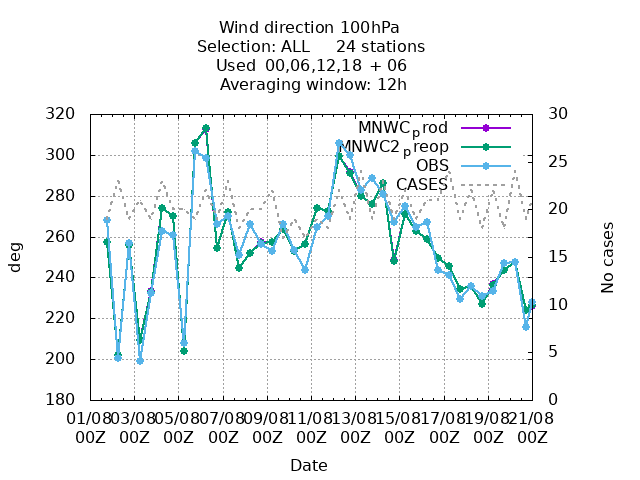 Wind direction 100hPa
Selection: ALL 24 stations
Used 00,06,12,18 + 06
Averaging window: 12h
MNWC_prod
MNWC2_preop
OBS
CASES
320
300
280
260
240
220
200
180
30
25
20
15
10
5
0
deg
No cases
01/08 03/08 05/08 07/08 09/08 11/08 13/08 15/08 17/08 19/08 21/08
00Z 00Z 00Z 00Z 00Z 00Z 00Z 00Z 00Z 00Z 00Z
Date